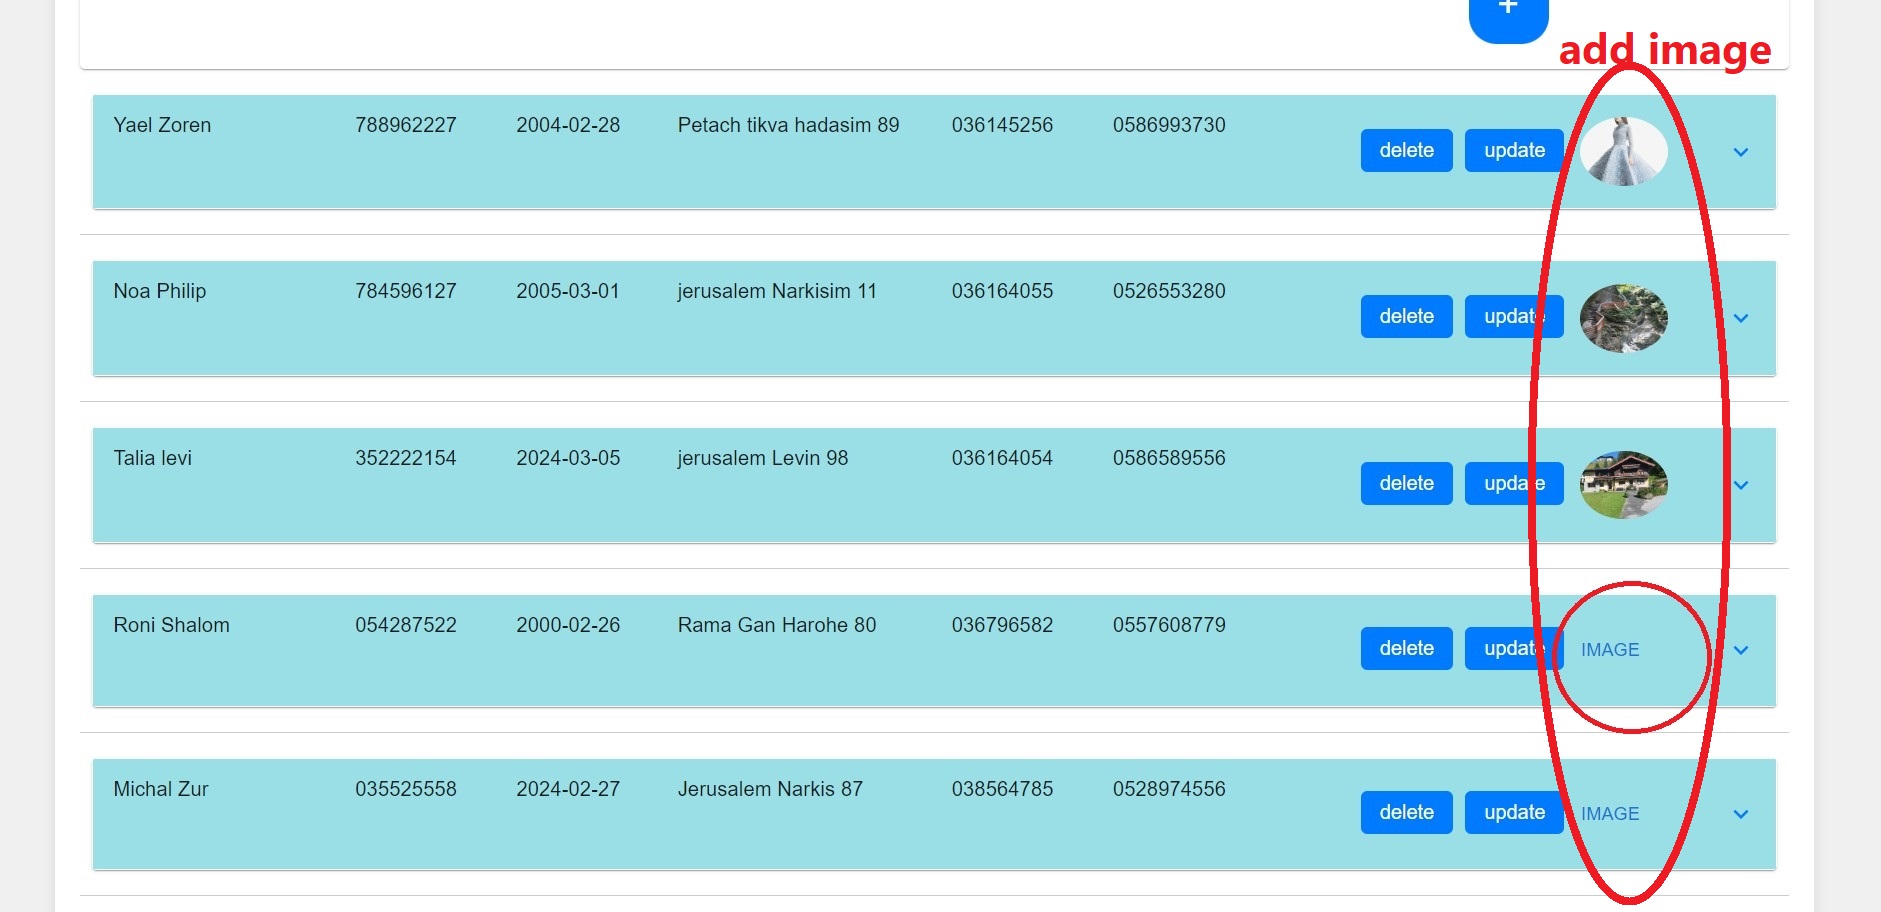 +
add image
Yael Zoren 788962227 2004-02-28 Petach tikva hadasim 89 036145256 0586993730 delete update
Noa Philip 784596127 2005-03-01 jerusalem Narkisim 11 036164055 0526553280 delete update
Talia levi 352222154 2024-03-05 jerusalem Levin 98 036164054 0586589556 delete update
Roni Shalom 054287522 2000-02-26 Rama Gan Harohe 80 036796582 0557608779 delete update IMAGE
Michal Zur 035525558 2024-02-27 Jerusalem Narkis 87 038564785 0528974556 delete update IMAGE